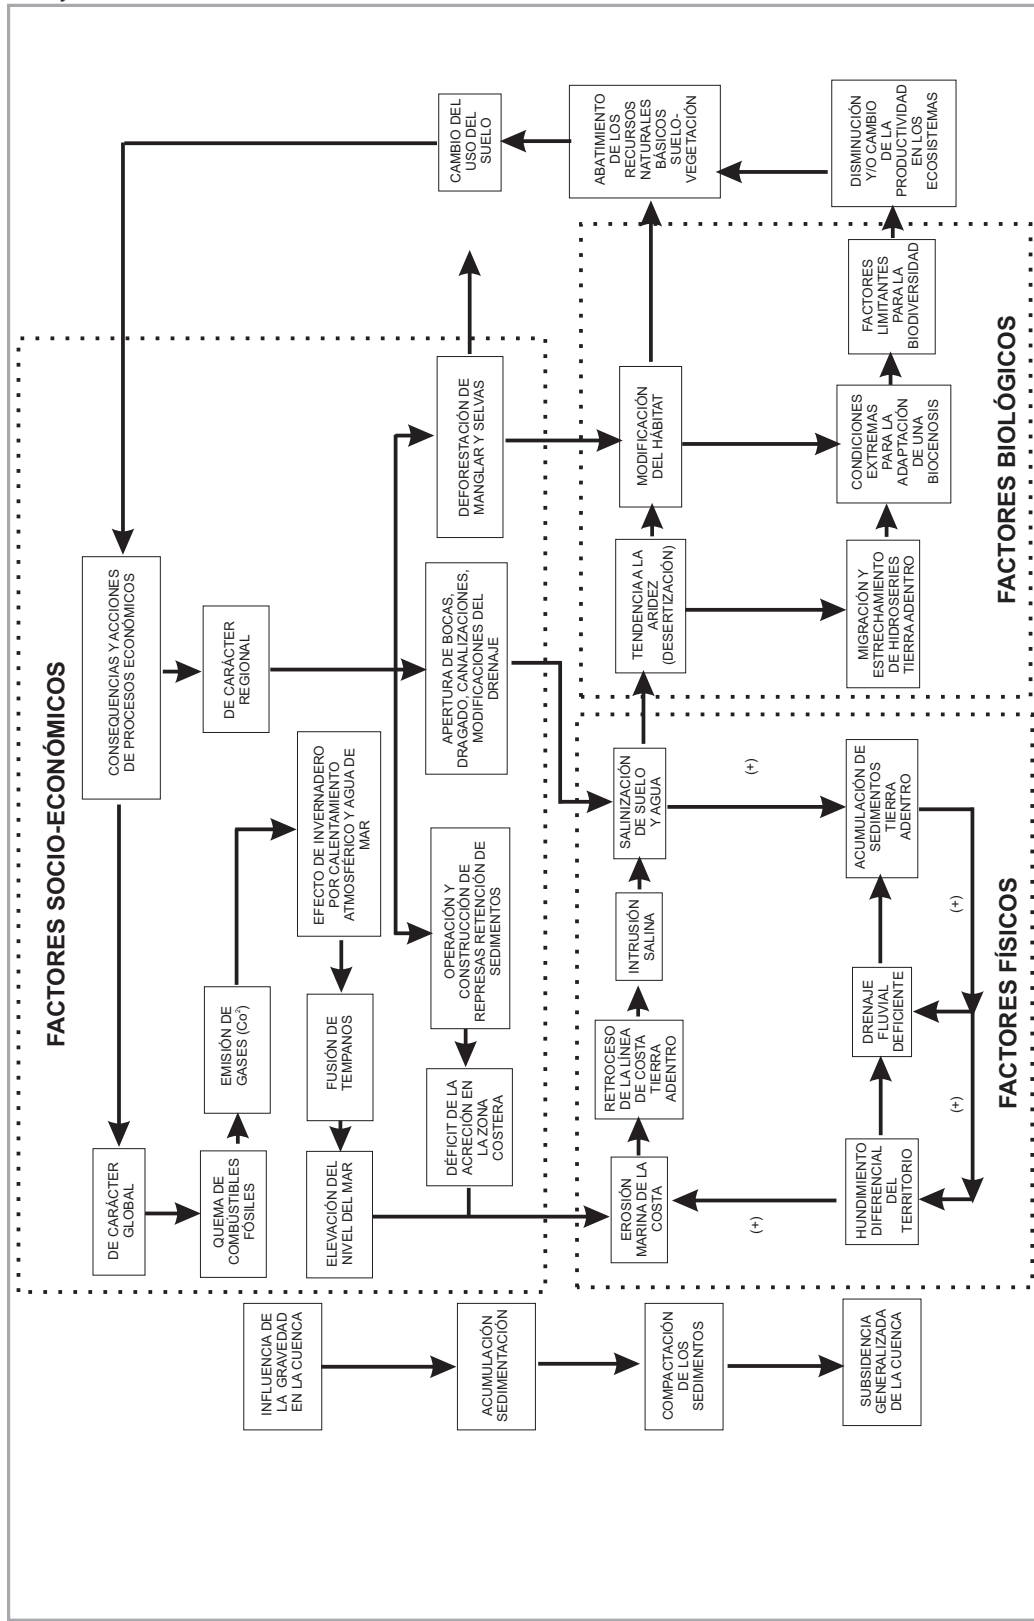 FACTORES SOCIO-ECONÓMICOS
DE CARÁCTER
GLOBAL
CONSEQUENCIAS Y ACCIONES
DE PROCESOS ECONÓMICOS
QUEMA DE
COMBÚSTIBLES
FÓSILES
EMISIÓN DE
GASES (Co²)
DE CARÁCTER
REGIONAL
INFLUENCIA DE
LA GRAVEDAD
EN LA CUENCA
ELEVACIÓN DEL
NIVEL DEL MAR
FUSIÓN DE
TEMPANOS
EFECTO DE INVERNADERO
POR CALENTAMIENTO
ATMOSFÉRICO Y AGUA DE
MAR
ACUMULACIÓN
SEDIMENTACIÓN
DÉFICIT DE LA
ACRECIÓN EN
LA ZONA
COSTERA
OPERACIÓN Y
CONSTRUCCIÓN DE
REPRESAS RETENCIÓN DE
SEDIMENTOS
APERTURA DE BOCAS,
DRAGADO, CANALIZACIONES,
MODIFICACIONES DEL
DRENAJE
DEFORESTACIÓN DE
MANGLAR Y SELVAS
CAMBIO DEL
USO DEL
SUELO
COMPACTACIÓN
DE LOS
SEDIMENTOS
EROSIÓN
MARINA DE LA
COSTA
RETROCESO
DE LA LÍNEA
DE COSTA
TIERRA
ADENTRO
INTRUSIÓN
SALINA
SALINIZACIÓN
DE SUELO
Y AGUA
TENDENCIA A LA
ARIDEZ
(DESERTIZACIÓN)
MODIFICACIÓN
DEL HÁBITAT
ABATIMIENTO
DE LOS
RECURSOS
NATURALES
BÁSICOS
SUELO-
VEGETACIÓN
(+)
(+)
SUBSIDENCIA
GENERALIZADA
DE LA CUENCA
HUNDIMIENTO
DIFERENCIAL
DEL
TERRITORIO
DRENAJE
FLUVIAL
DEFICIENTE
ACUMULACIÓN DE
SEDIMENTOS
TIERRA
ADENTRO
MIGRACIÓN Y
ESTRECHAMIENTO
DE HIDROSERIES
TIERRADENTRO
CONDICIONES
EXTREMAS
PARA LA
ADAPTACIÓN
DE UNA
BIOCENOSIS
FACTORES
LIMITANTES
PARA LA
BIODIVERSIDAD
DISMINUCIÓN
Y/O CAMBIO
DE LA
PRODUCTIVIDAD
EN LOS
ECOSISTEMAS
(+)
(+)
FACTORES FÍSICOS
FACTORES BIOLÓGICOS